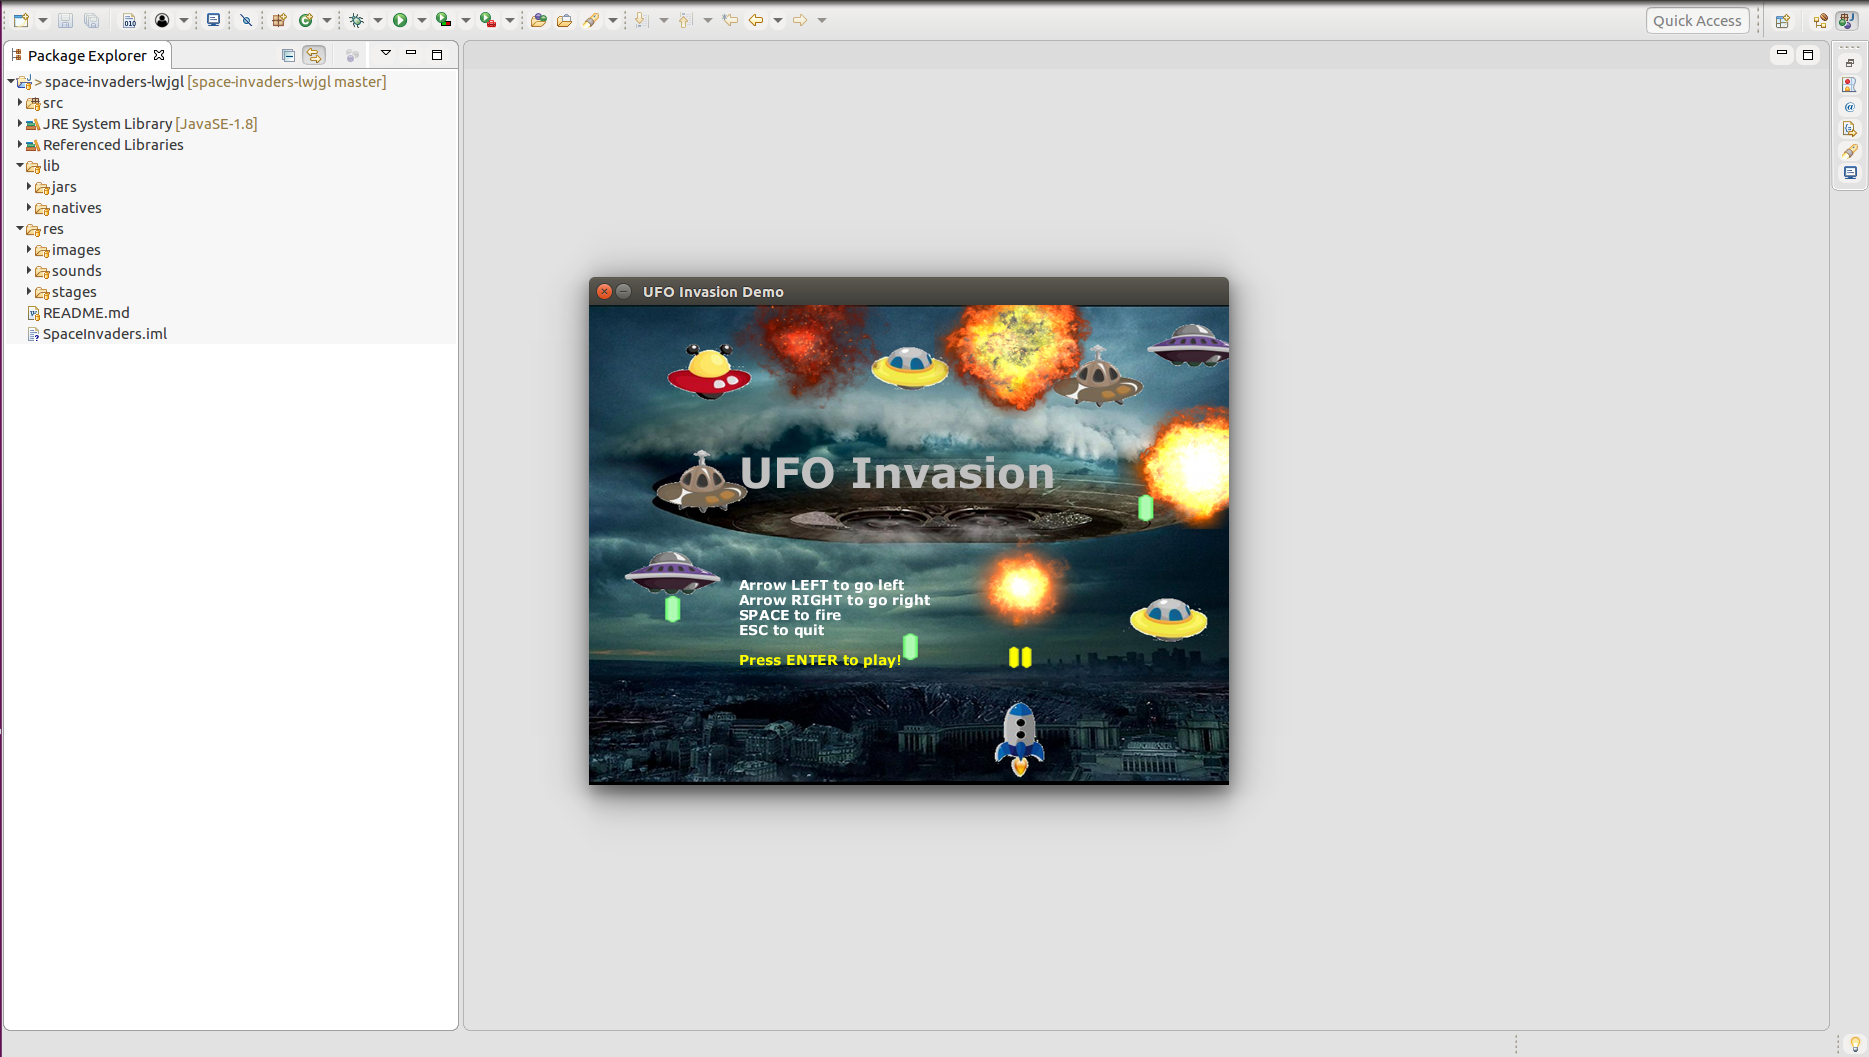 Quick Access
Package Explorer
> space-invaders-lwjgl [space-invaders-lwjgl master]
src
JRE System Library [JavaSE-1.8]
Referenced Libraries
lib
jars
natives
res
images
sounds
stages
README.md
SpaceInvaders.iml
UFO Invasion Demo
UFO Invasion
Arrow LEFT to go left
Arrow RIGHT to go right
SPACE to fire
ESC to quit
Press ENTER to play!